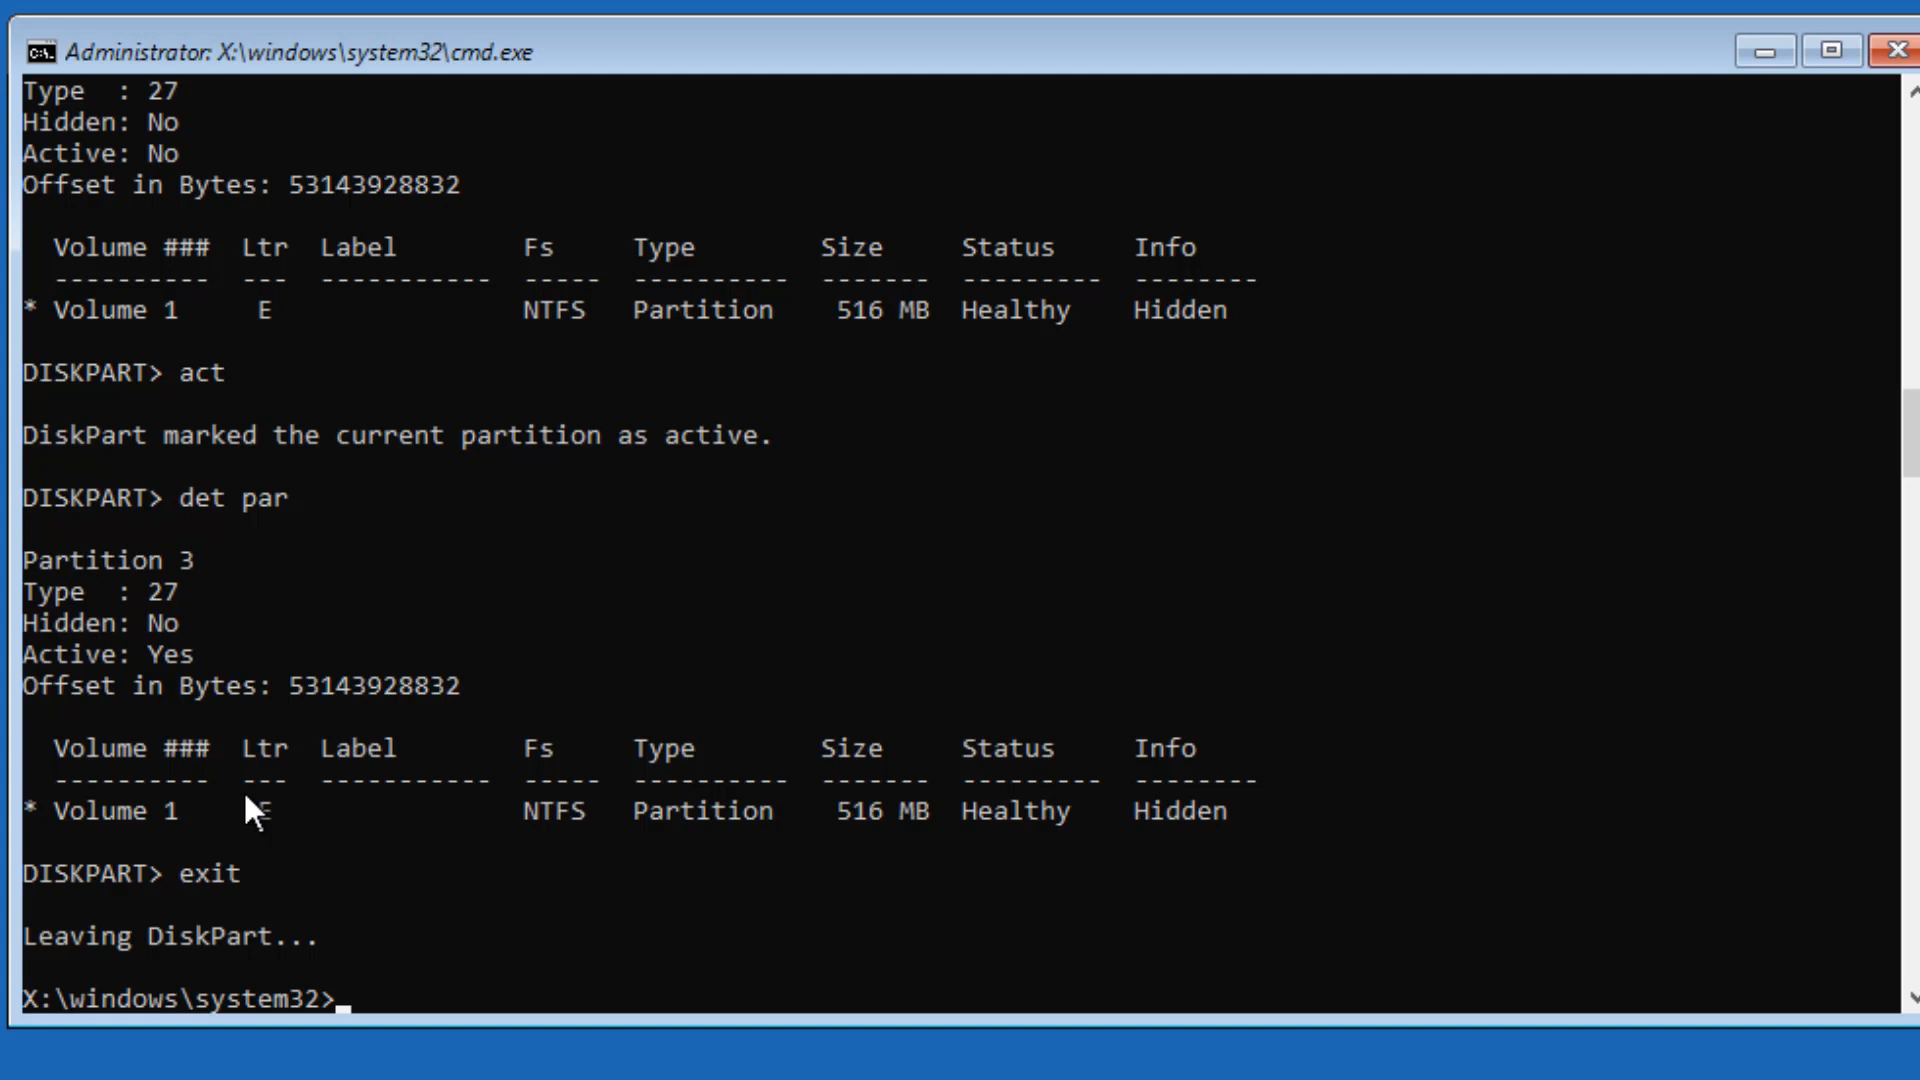 Administrator: X:\windows\system32\cmd.exe
Type  : 27
Hidden: No
Active: No
Offset in Bytes: 53143928832
  Volume ###  Ltr  Label        Fs     Type        Size     Status     Info
  ----------  ---  -----------  -----  ----------  -------  ---------  --------
* Volume 1     E                NTFS   Partition    516 MB  Healthy    Hidden
DISKPART> act
DiskPart marked the current partition as active.
DISKPART> det par
Partition 3
Type  : 27
Hidden: No
Active: Yes
Offset in Bytes: 53143928832
  Volume ###  Ltr  Label        Fs     Type        Size     Status     Info
  ----------  ---  -----------  -----  ----------  -------  ---------  --------
* Volume 1     E                NTFS   Partition    516 MB  Healthy    Hidden
DISKPART> exit
Leaving DiskPart...
X:\windows\system32>